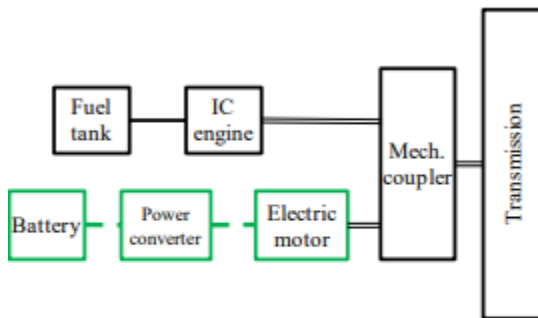 Fuel
tank
IC
engine
Mech.
coupler
Transmission
Battery
Power
converter
Electric
motor